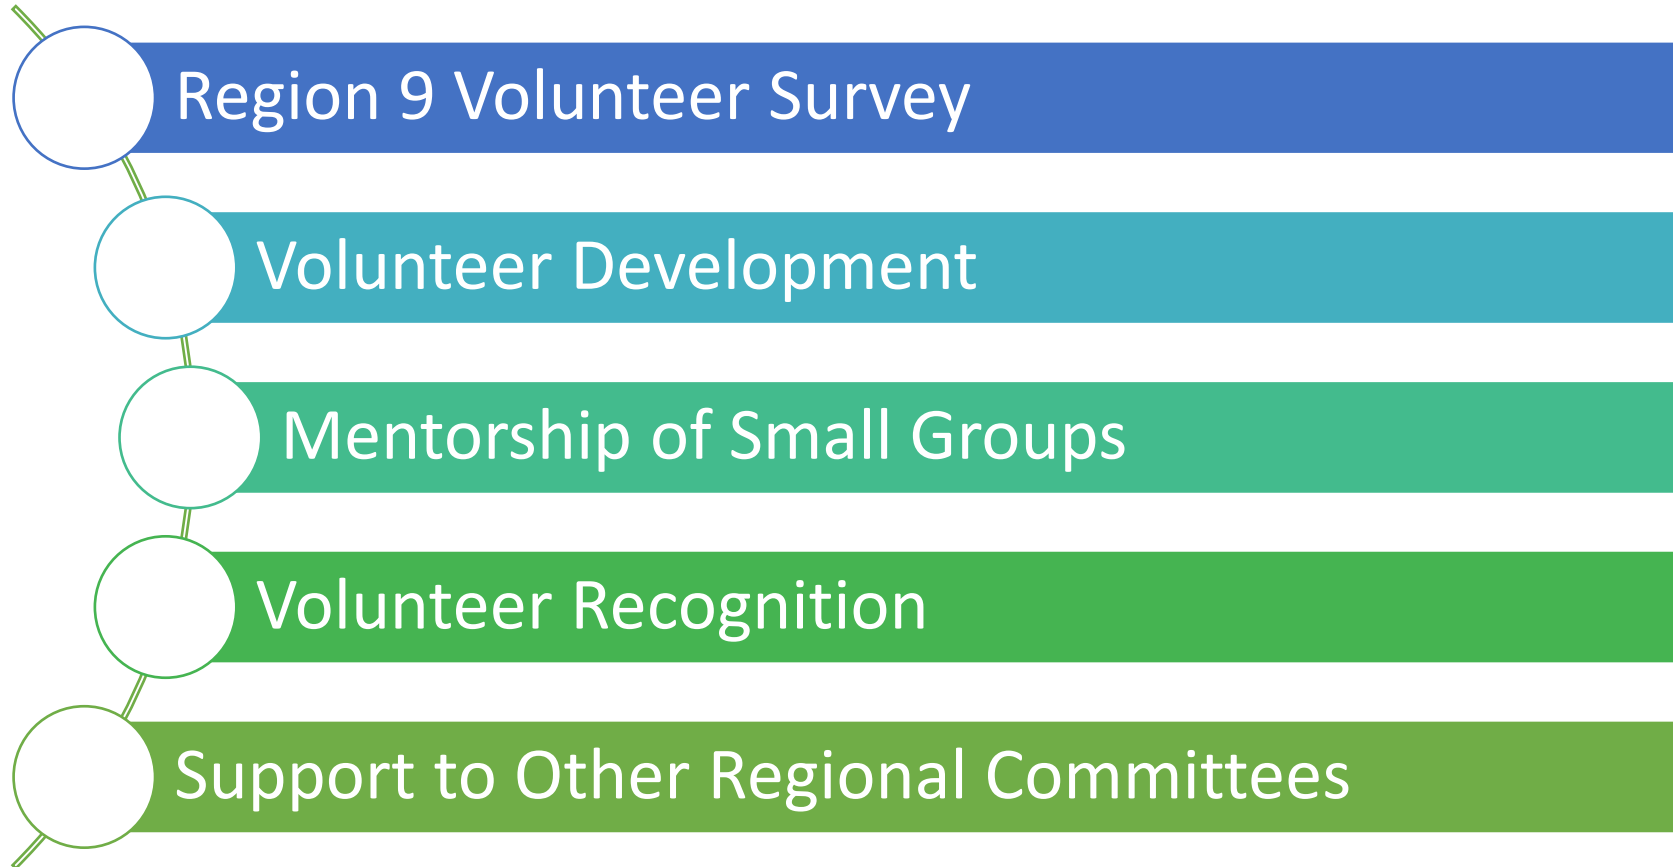 Region 9 Volunteer Survey
Volunteer Development
Mentorship of Small Groups
Volunteer Recognition
Support to Other Regional Committees